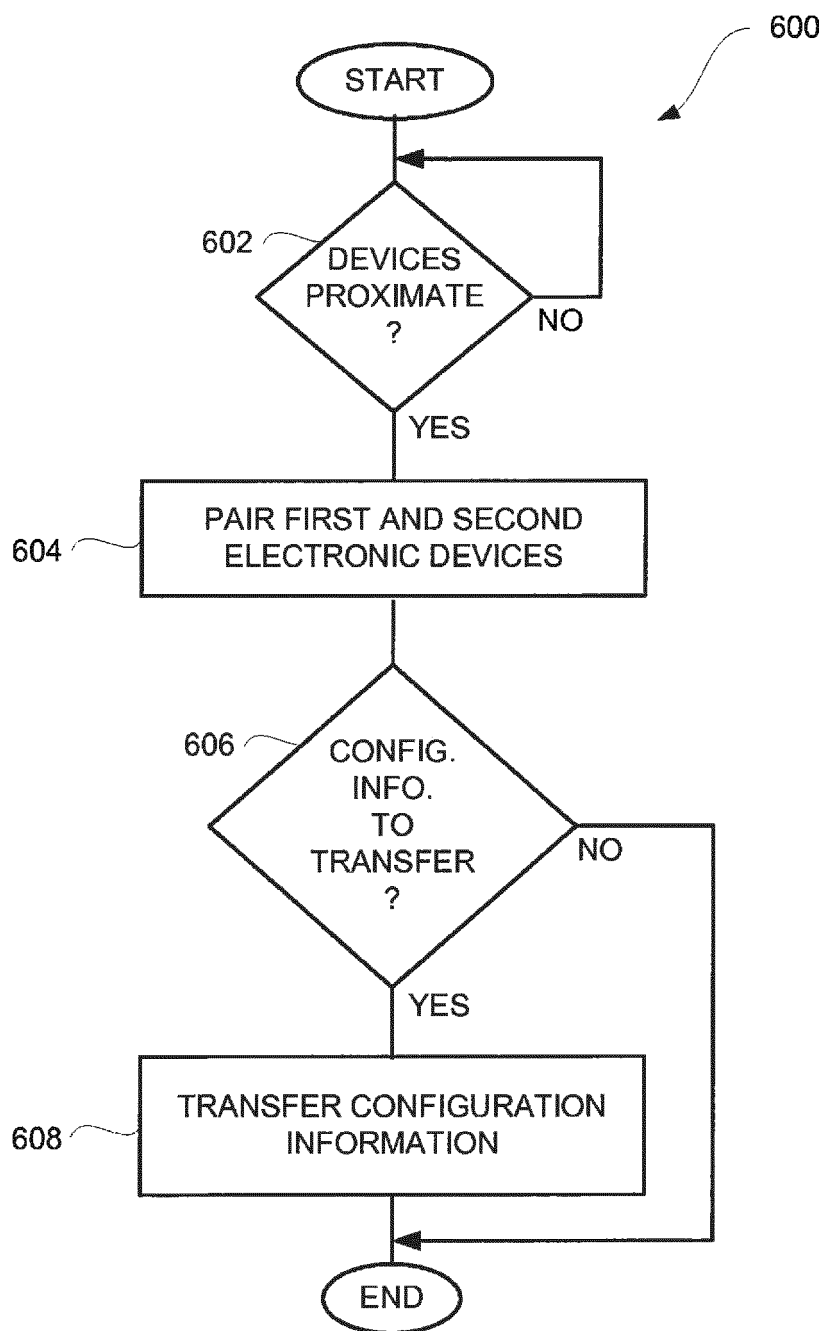 600
START
602
DEVICES
PROXIMATE
?
NO
YES
604
PAIR FIRST AND SECOND
ELECTRONIC DEVICES
606
CONFIG.
INFO.
TO
TRANSFER
?
NO
YES
608
TRANSFER CONFIGURATION
INFORMATION
END